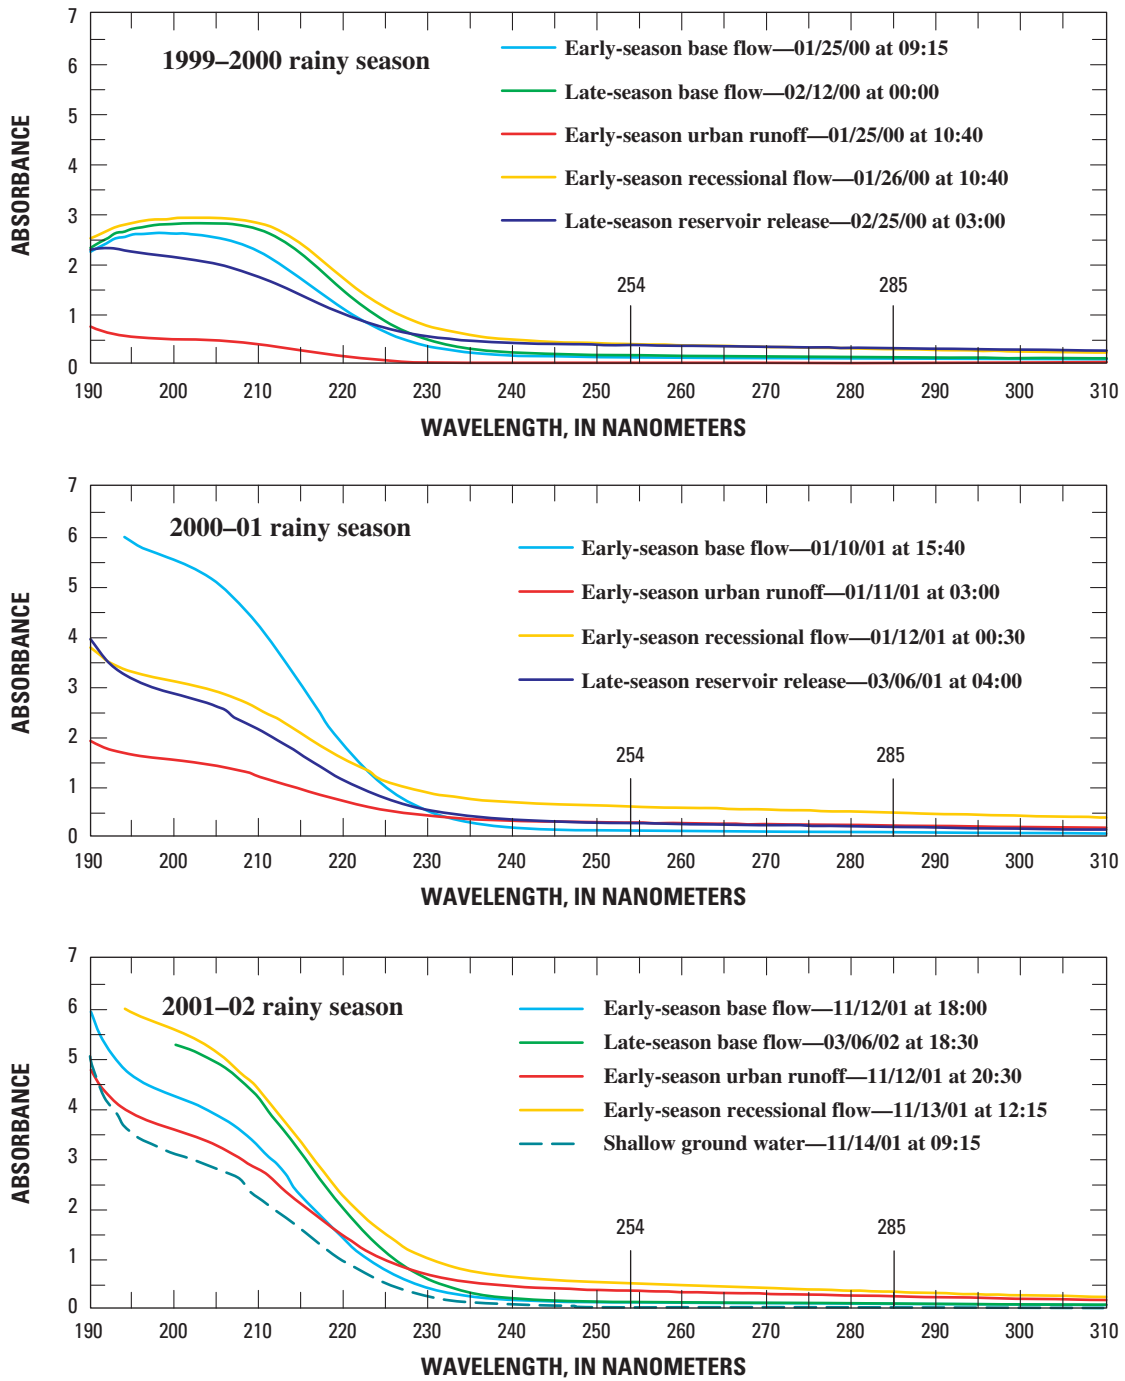 7
6
5
4
3
2
1
0
ABSORBANCE
1999–2000 rainy season
Early-season base flow—01/25/00 at 09:15
Late-season base flow—02/12/00 at 00:00
Early-season urban runoff—01/25/00 at 10:40
Early-season recessional flow—01/26/00 at 10:40
Late-season reservoir release—02/25/00 at 03:00
254 285
190 200 210 220 230 240 250 260 270 280 290 300 310
WAVELENGTH, IN NANOMETERS
7
6
5
4
3
2
1
0
ABSORBANCE
2000–01 rainy season
Early-season base flow—01/10/01 at 15:40
Early-season urban runoff—01/11/01 at 03:00
Early-season recessional flow—01/12/01 at 00:30
Late-season reservoir release—03/06/01 at 04:00
254 285
190 200 210 220 230 240 250 260 270 280 290 300 310
WAVELENGTH, IN NANOMETERS
7
6
5
4
3
2
1
0
ABSORBANCE
2001–02 rainy season
Early-season base flow—11/12/01 at 18:00
Late-season base flow—03/06/02 at 18:30
Early-season urban runoff—11/12/01 at 20:30
Early-season recessional flow—11/13/01 at 12:15
Shallow ground water—11/14/01 at 09:15
254 285
190 200 210 220 230 240 250 260 270 280 290 300 310
WAVELENGTH, IN NANOMETERS